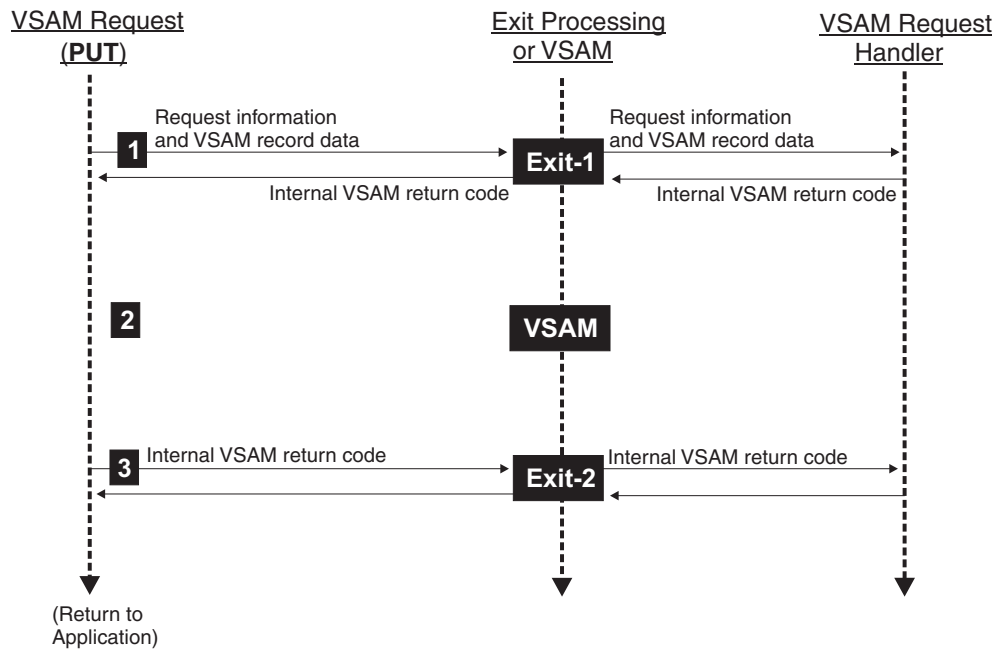 VSAM Request
(PUT)
Exit Processing
or VSAM
VSAM Request
Handler
Request information
and VSAM record data
1
Exit-1
Request information
and VSAM record data
Internal VSAM return code
Internal VSAM return code
2
VSAM
3
Internal VSAM return code
Exit-2
Internal VSAM return code
(Return to
Application)